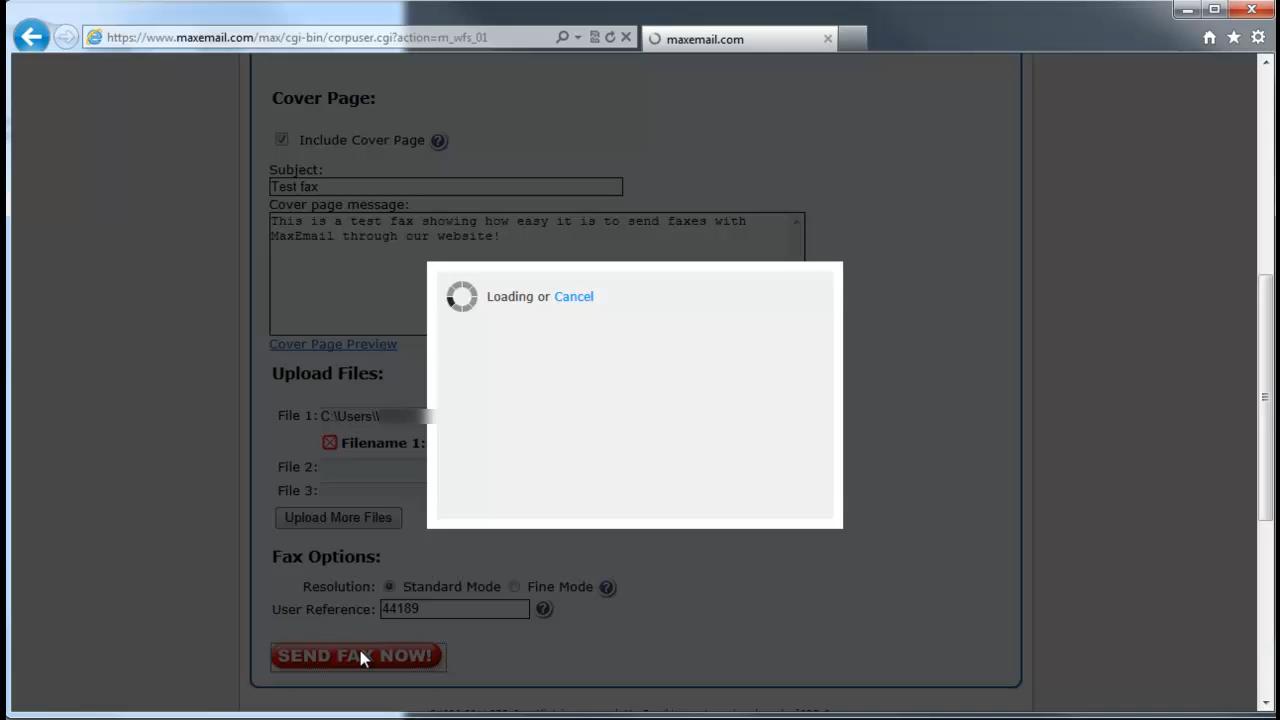 https://www.maxemail.com/max/cgi-bin/corpuser.cgi?action=m_wfs_01
maxemail.com
Cover Page:
Include Cover Page
Subject:
Test fax
Cover page message:
This is a test fax showing how easy it is to send faxes with
MaxEmail through our website!
Loading or Cancel
Cover Page Preview
Upload Files:
File 1: C:\Users\\
Filename 1:
File 2:
File 3:
Upload More Files
Fax Options:
Resolution: Standard Mode Fine Mode
User Reference: 44189
SEND FAX NOW!